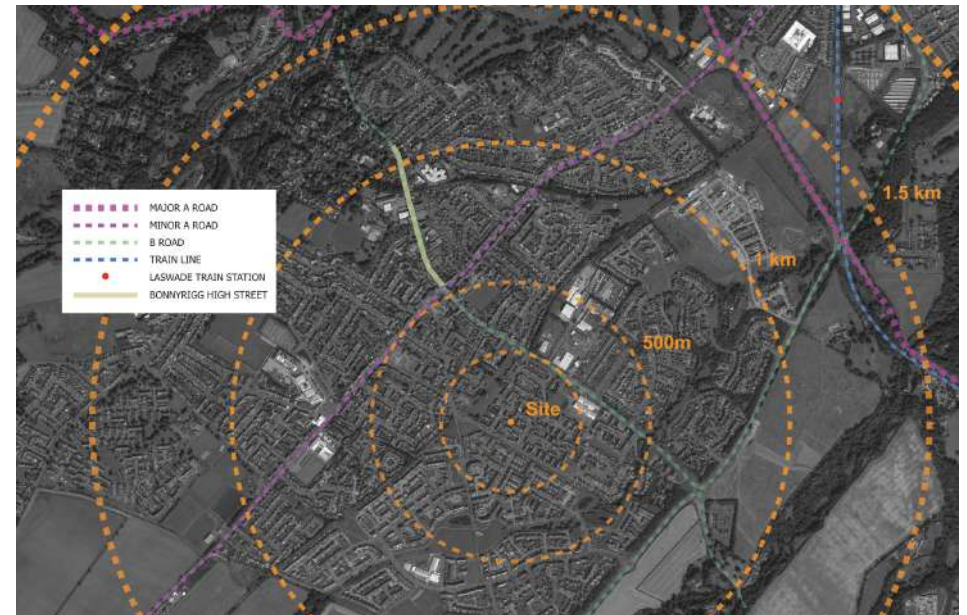 MAJOR A ROAD
MINOR A ROAD
B ROAD
TRAIN LINE
LASWADE TRAIN STATION
BONNYRIGG HIGH STREET
1.5 km
1 km
500m
Site